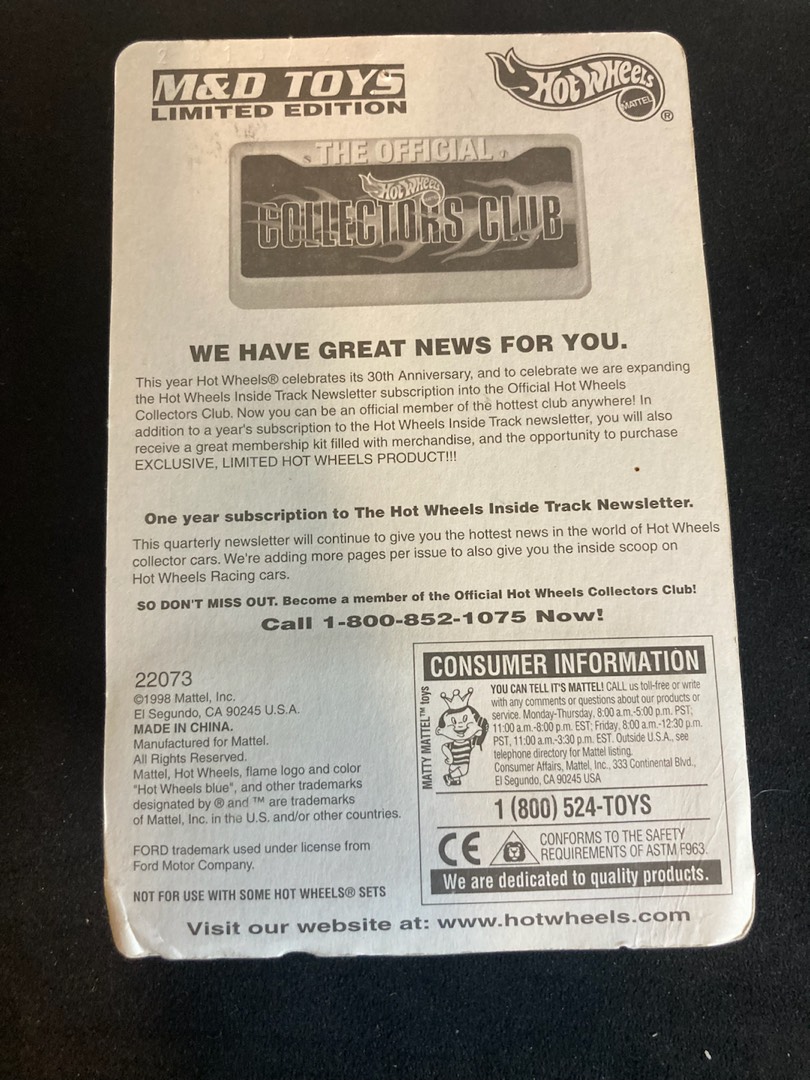 M&D TOYS
LIMITED EDITION
HOT WHEELS
MATTEL
®
THE OFFICIAL
HOT WHEELS
COLLECTORS CLUB
WE HAVE GREAT NEWS FOR YOU.
This year Hot Wheels® celebrates its 30th Anniversary, and to celebrate we are expanding
the Hot Wheels Inside Track Newsletter subscription into the Official Hot Wheels
Collectors Club. Now you can be an official member of the hottest club anywhere! In
addition to a year's subscription to the Hot Wheels Inside Track newsletter, you will also
receive a great membership kit filled with merchandise, and the opportunity to purchase
EXCLUSIVE, LIMITED HOT WHEELS PRODUCT!!!
One year subscription to The Hot Wheels Inside Track Newsletter.
This quarterly newsletter will continue to give you the hottest news in the world of Hot Wheels
collector cars. We're adding more pages per issue to also give you the inside scoop on
Hot Wheels Racing cars.
SO DON'T MISS OUT. Become a member of the Official Hot Wheels Collectors Club!
Call 1-800-852-1075 Now!
22073
©1998 Mattel, Inc.
El Segundo, CA 90245 U.S.A.
MADE IN CHINA.
Manufactured for Mattel.
All Rights Reserved.
Mattel, Hot Wheels, flame logo and color
"Hot Wheels blue", and other trademarks
designated by ® and ™ are trademarks
of Mattel, Inc. in the U.S. and/or other countries.
FORD trademark used under license from
Ford Motor Company.
NOT FOR USE WITH SOME HOT WHEELS® SETS
CONSUMER INFORMATION
MATTY MATTEL™ toys
YOU CAN TELL IT'S MATTEL! CALL us toll-free or write
with any comments or questions about our products or
service. Monday-Thursday, 8:00 a.m.-5:00 p.m. PST;
11:00 a.m.-8:00 p.m. EST; Friday, 8:00 a.m.-12:30 p.m.
PST, 11:00 a.m.-3:30 p.m. EST. Outside U.S.A., see
telephone directory for Mattel listing.
Consumer Affairs, Mattel, Inc., 333 Continental Blvd.,
El Segundo, CA 90245 USA
1 (800) 524-TOYS
CE
CONFORMS TO THE SAFETY
REQUIREMENTS OF ASTM F963.
We are dedicated to quality products.
Visit our website at: www.hotwheels.com